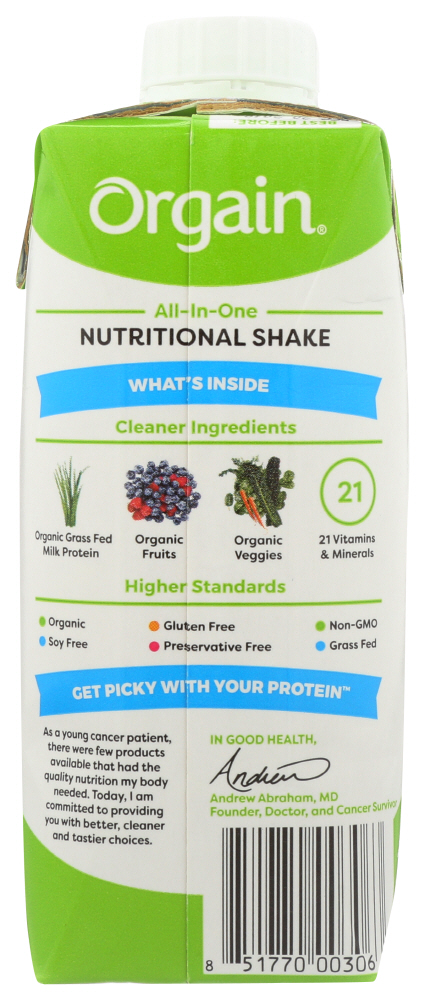 BEST BEFORE:
Orgain®
All-In-One
NUTRITIONAL SHAKE
WHAT'S INSIDE
Cleaner Ingredients
Organic Grass Fed
Milk Protein
Organic
Fruits
Organic
Veggies
21
21 Vitamins
& Minerals
Higher Standards
Organic
Gluten Free
Non-GMO
Soy Free
Preservative Free
Grass Fed
GET PICKY WITH YOUR PROTEIN™
As a young cancer patient,
there were few products
available that had the
quality nutrition my body
needed. Today, I am
committed to providing
you with better, cleaner
and tastier choices.
IN GOOD HEALTH,
Andrew
Andrew Abraham, MD
Founder, Doctor, and Cancer Survivor
8 51770 00306